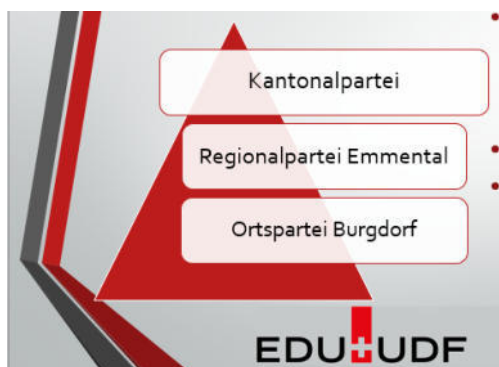 Kantonalpartei
Regionalpartei Emmental
Ortspartei Burgdorf
EDU UDF